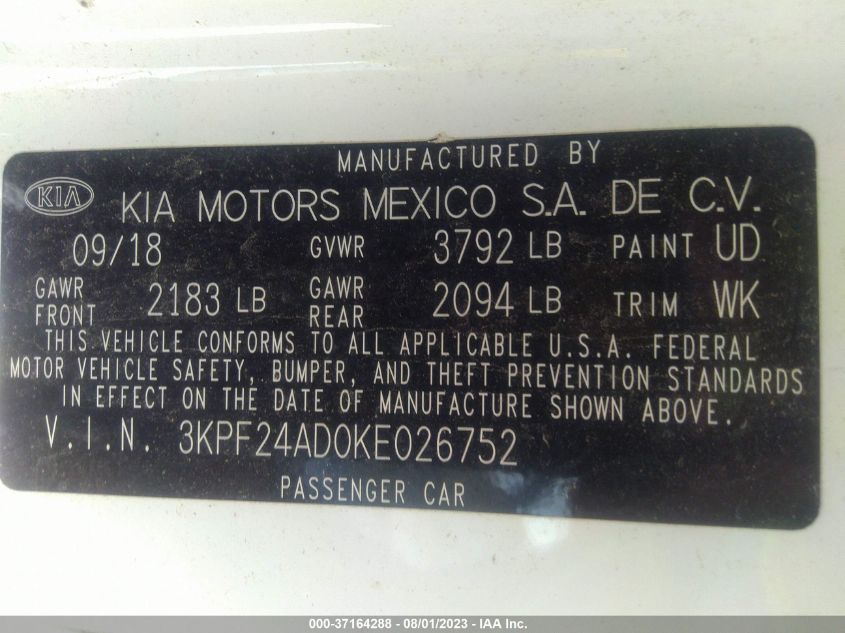 MANUFACTURED BY
KIA KIA MOTORS MEXICO S.A. DE C.V.
09/18 GVWR 3792 LB PAINT UD
GAWR FRONT 2183 LB GAWR REAR 2094 LB TRIM WK
THIS VEHICLE CONFORMS TO ALL APPLICABLE U.S.A. FEDERAL
MOTOR VEHICLE SAFETY, BUMPER, AND THEFT PREVENTION STANDARDS
IN EFFECT ON THE DATE OF MANUFACTURE SHOWN ABOVE.
V.I.N. 3KPF24AD0KE026752
PASSENGER CAR
000-37164288 - 08/01/2023 - IAA Inc.